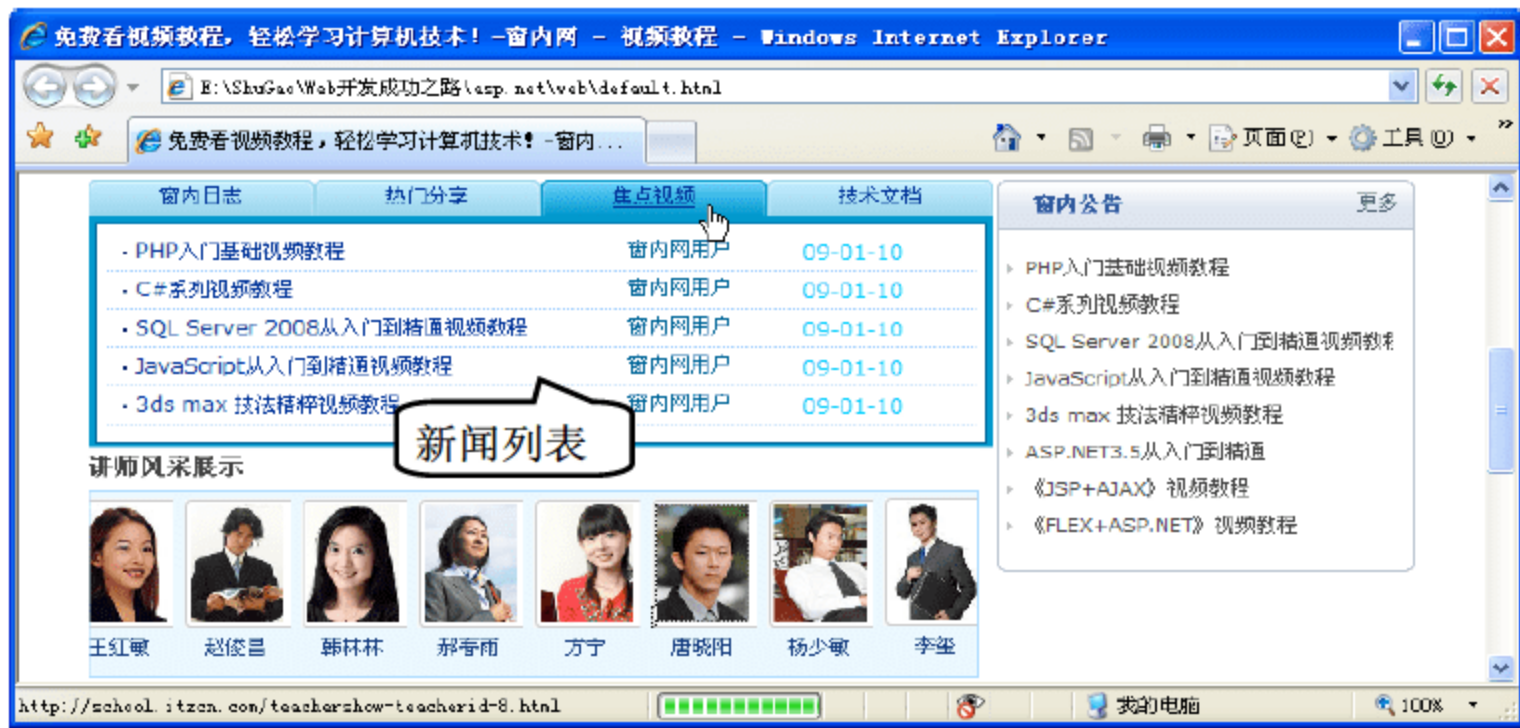 免费看视频教程，轻松学习计算机技术！-窗内网 - 视频教程 - Windows Internet Explorer
E:\ShuGao\Web开发成功之路\asp.net\web\default.html
免费看视频教程，轻松学习计算机技术！-窗内...
页面(P)
工具(O)
窗内日志 热门分享 焦点视频 技术文档
· PHP入门基础视频教程 窗内网用户 09-01-10
· C#系列视频教程 窗内网用户 09-01-10
· SQL Server 2008从入门到精通视频教程 窗内网用户 09-01-10
· JavaScript从入门到精通视频教程 窗内网用户 09-01-10
· 3ds max 技法精粹视频教程 窗内网用户 09-01-10
新闻列表
窗内公告 更多
PHP入门基础视频教程
C#系列视频教程
SQL Server 2008从入门到精通视频教
JavaScript从入门到精通视频教程
3ds max 技法精粹视频教程
ASP.NET3.5从入门到精通
《JSP+AJAX》视频教程
《FLEX+ASP.NET》视频教程
讲师风采展示
王红敏 赵俊昌 韩林林 郝春雨 方宁 唐晓阳 杨少敏 李玺
http://school.itzcn.com/teachershow-teacherid-8.html
我的电脑
100%